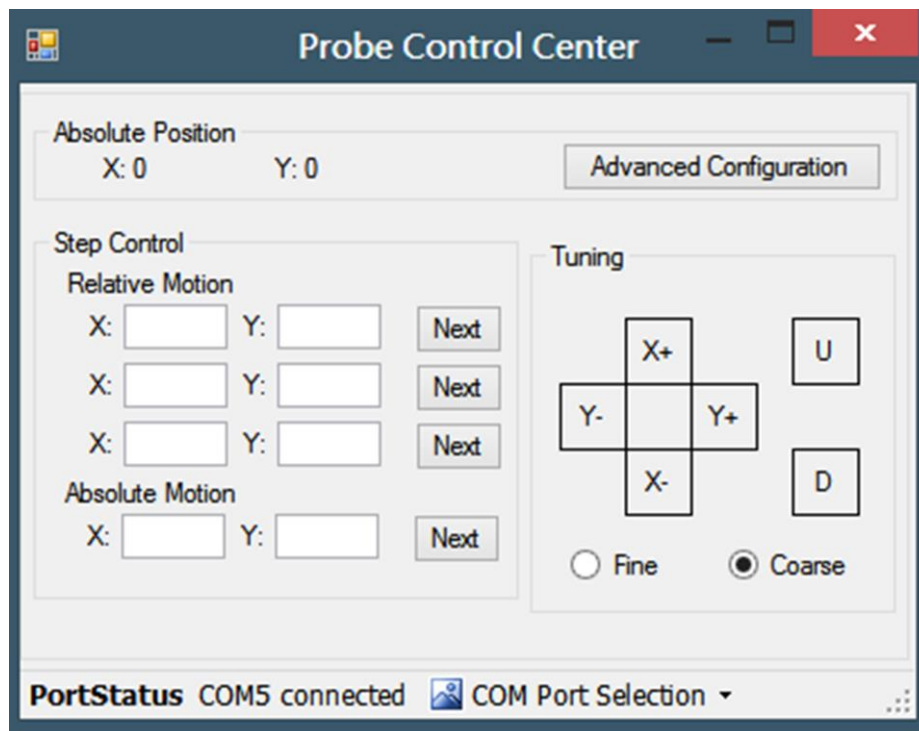 Probe Control Center
Absolute Position
X: 0 Y: 0 Advanced Configuration
Step Control
Relative Motion
X: Y: Next
X: Y: Next
X: Y: Next
Absolute Motion
X: Y: Next
Tuning
X+ U
Y- Y+
X- D
Fine Coarse
PortStatus COM5 connected COM Port Selection